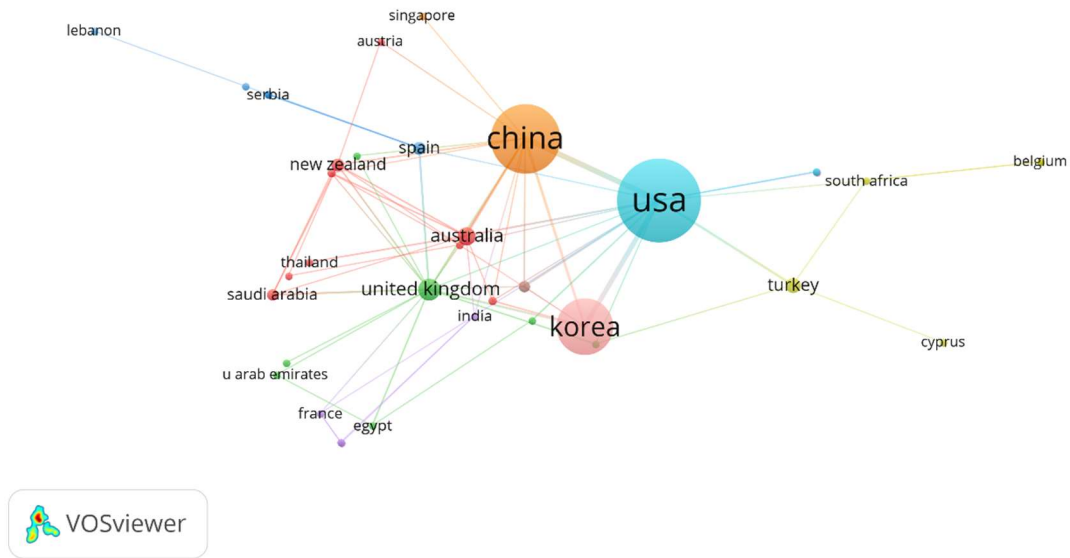 singapore
lebanon
austria
serbia
china
spain
new zealand
belgium
south africa
usa
australia
thailand
turkey
saudi arabia
united kingdom
india
korea
cyprus
u arab emirates
france
egypt
VOSviewer